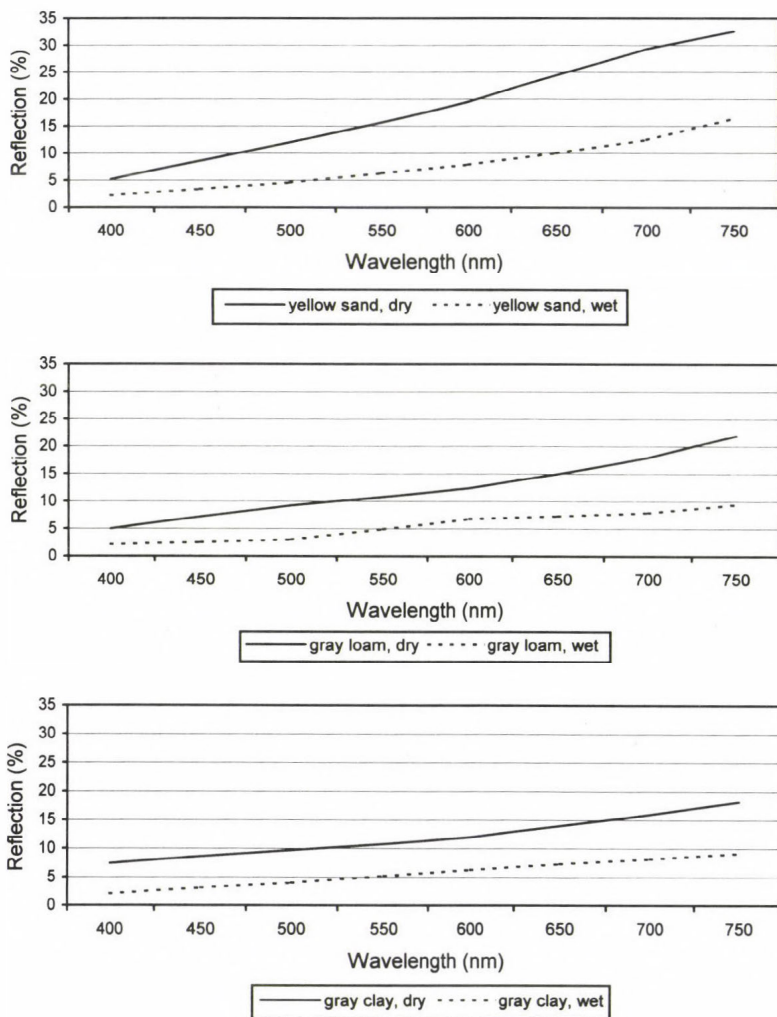 35
30
25
20
15
10
5
0
Reflection (%)
400 450 500 550 600 650 700 750
Wavelength (nm)
yellow sand, dry yellow sand, wet
35
30
25
20
15
10
5
0
Reflection (%)
400 450 500 550 600 650 700 750
Wavelength (nm)
gray loam, dry gray loam, wet
35
30
25
20
15
10
5
0
Reflection (%)
400 450 500 550 600 650 700 750
Wavelength (nm)
gray clay, dry gray clay, wet